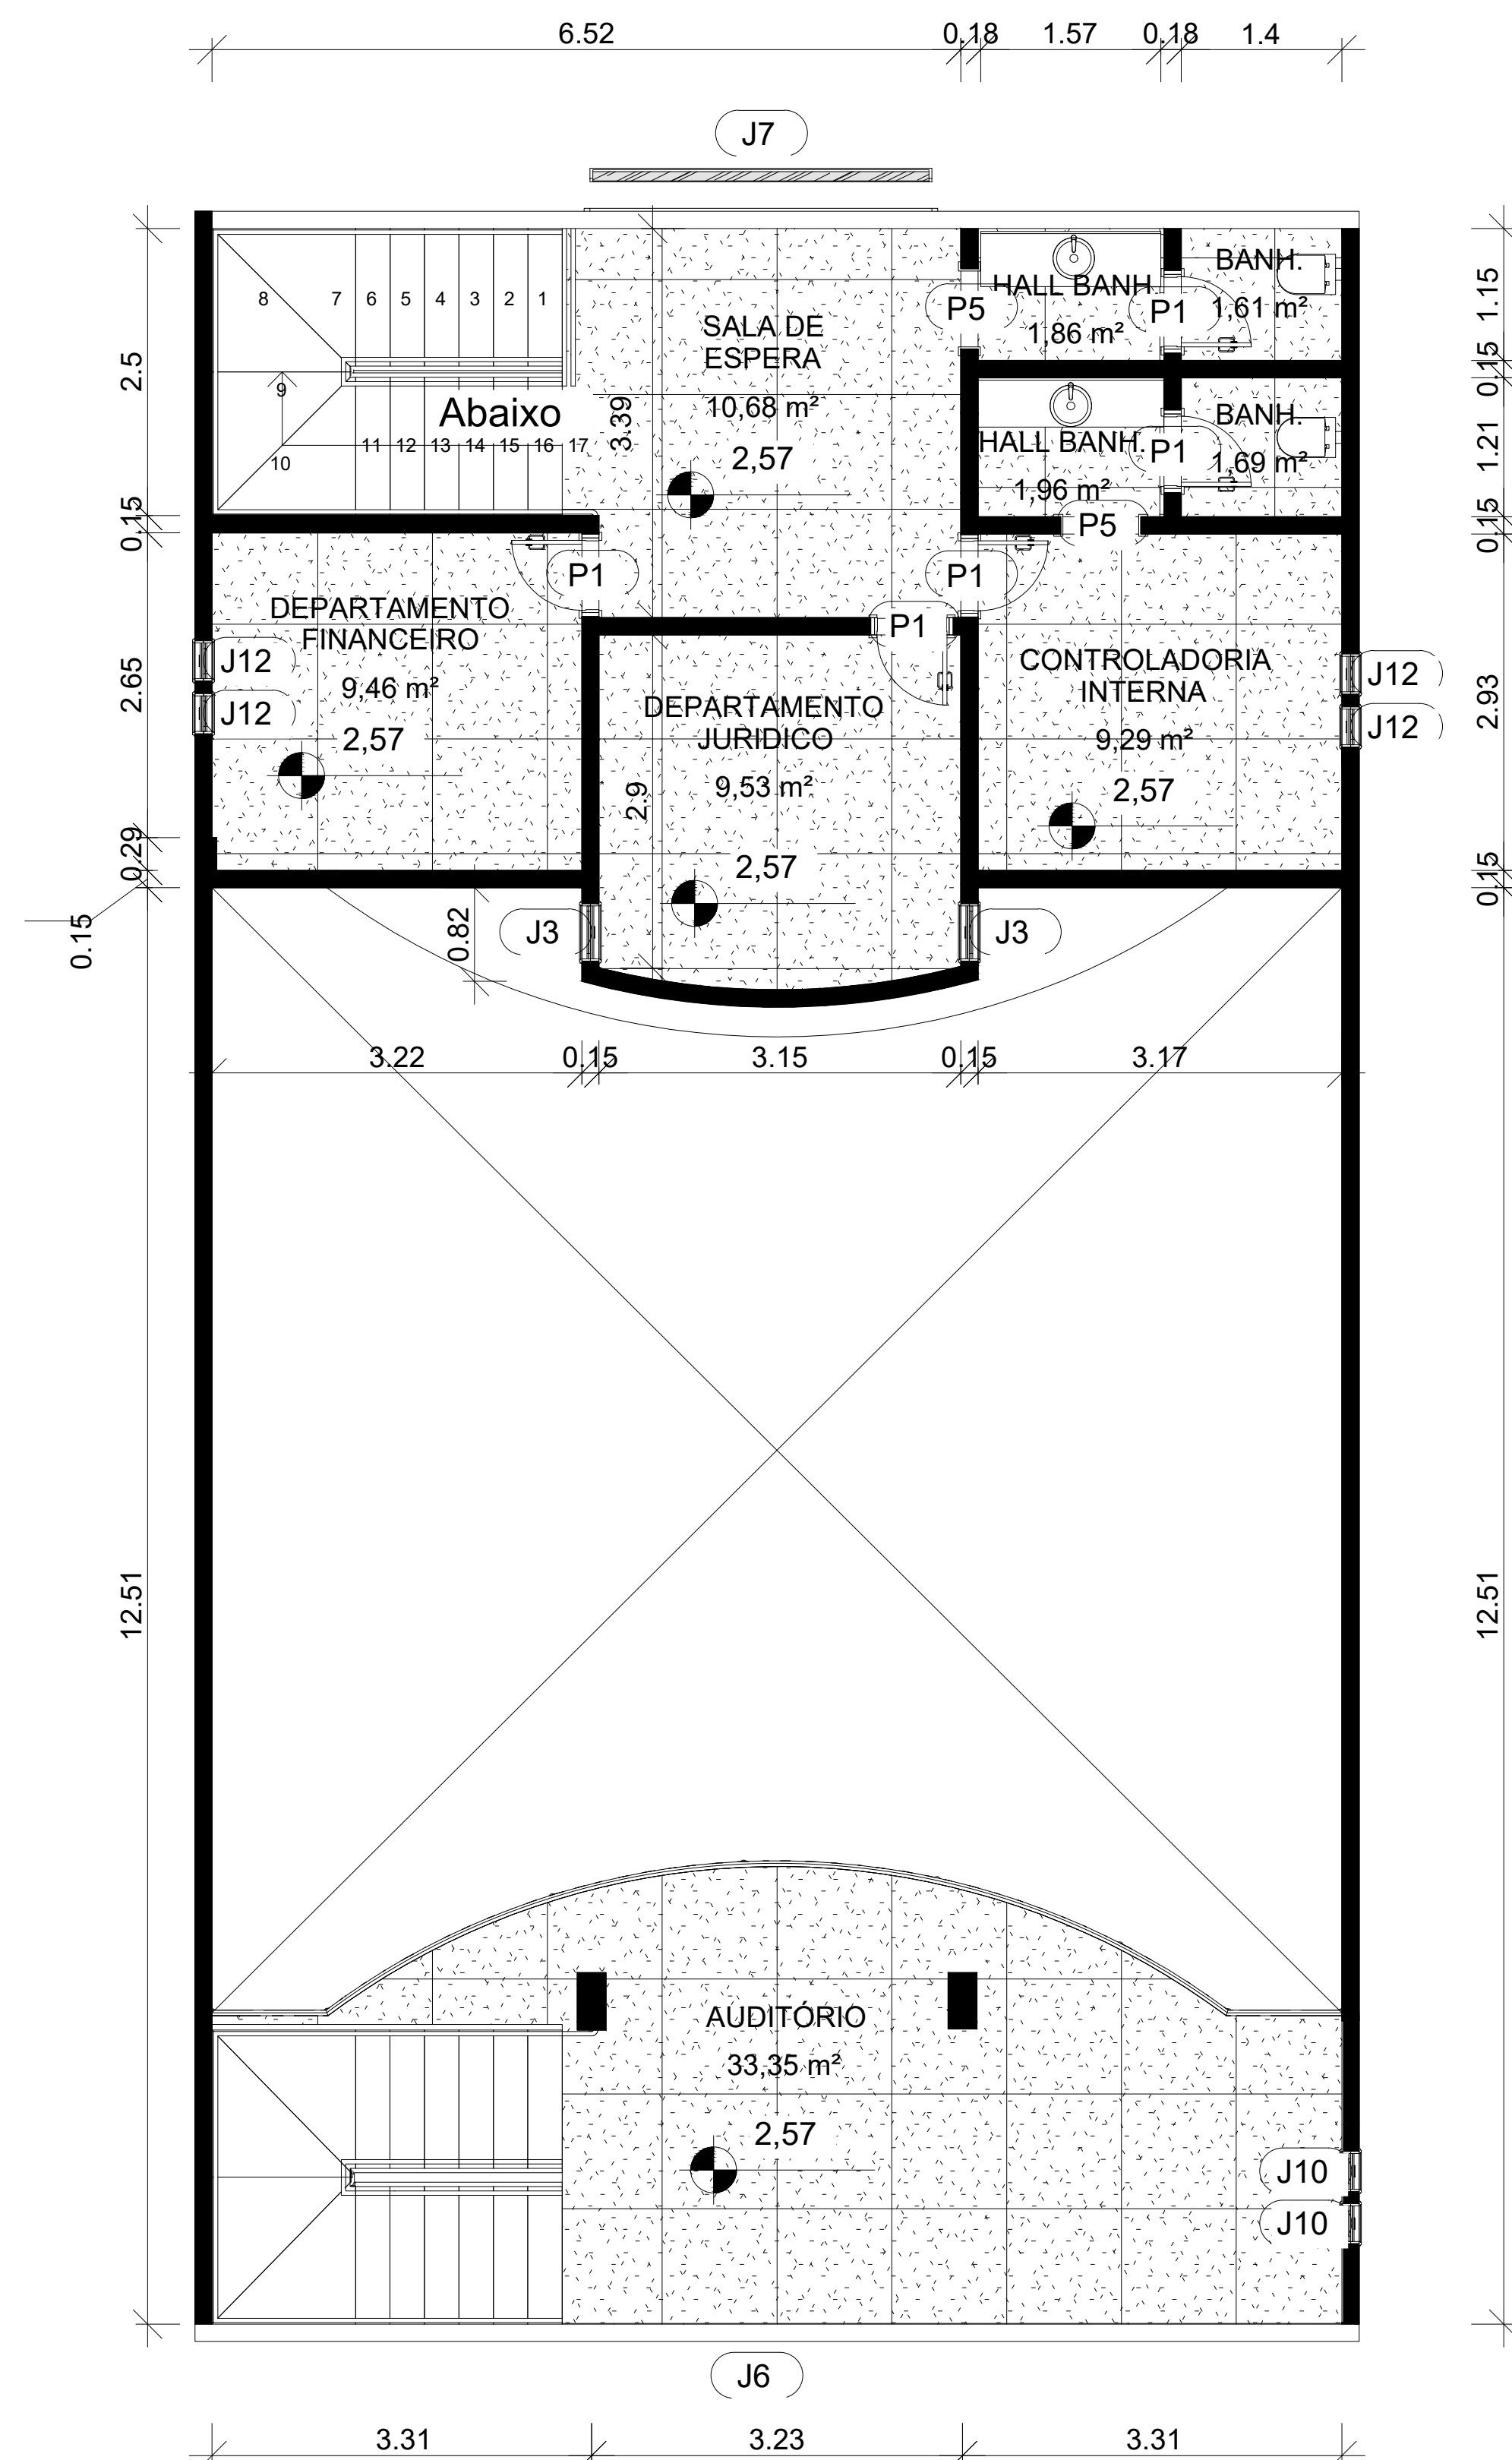 6.52
0.18
1.57
0.18
1.4
J7
8
7
6
5
4
3
2
1
9
10
11
12
13
14
15
16
17
Abaixo
SALA DE
ESPERA
10,68 m²
2,57
3.39
P5
HALL BANH.
1,86 m²
P1
BANH.
1,61 m²
HALL BANH.
1,96 m²
P1
BANH.
1,69 m²
P5
2.5
0.15
2.65
0.29
0.15
12.51
1.15
0.15
1.21
0.15
2.93
0.15
12.51
P1
P1
P1
DEPARTAMENTO
FINANCEIRO
9,46 m²
2,57
J12
J12
DEPARTAMENTO
JURIDICO
9,53 m²
2,57
2.9
CONTROLADORIA
INTERNA
9,29 m²
2,57
J12
J12
0.82
J3
J3
3.22
0.15
3.15
0.15
3.17
AUDITÓRIO
33,35 m²
2,57
J10
J10
J6
3.31
3.23
3.31